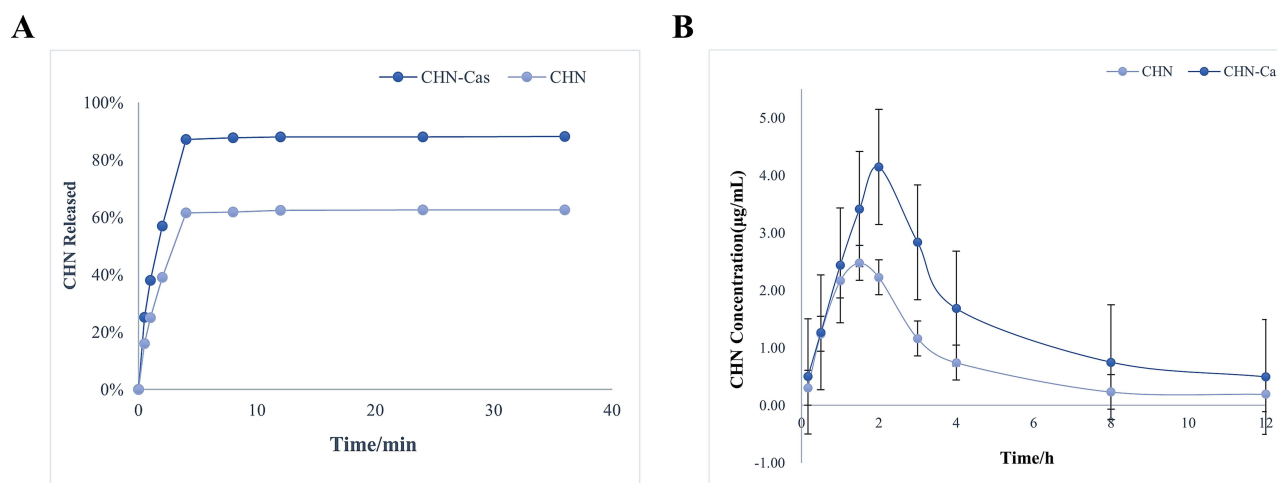 A
CHN-Cas CHN
100%
80%
60%
40%
20%
0%
CHN Released
0 10 20 30 40
Time/min
B
CHN CHN-Ca
5.00
4.00
3.00
2.00
1.00
0.00
-1.00
CHN Concentration(μg/mL)
0 2 4 6 8 10 12
Time/h